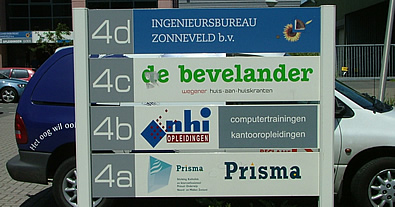 4d INGENIEURSBUREAU
ZONNEVELD b.v.
4c de bevelander
wegener huis-aan-huiskranten
4b nhi computertrainingen
OPLEIDINGEN kantooropleidingen
4a Prisma Prisma
Het oog wil ook